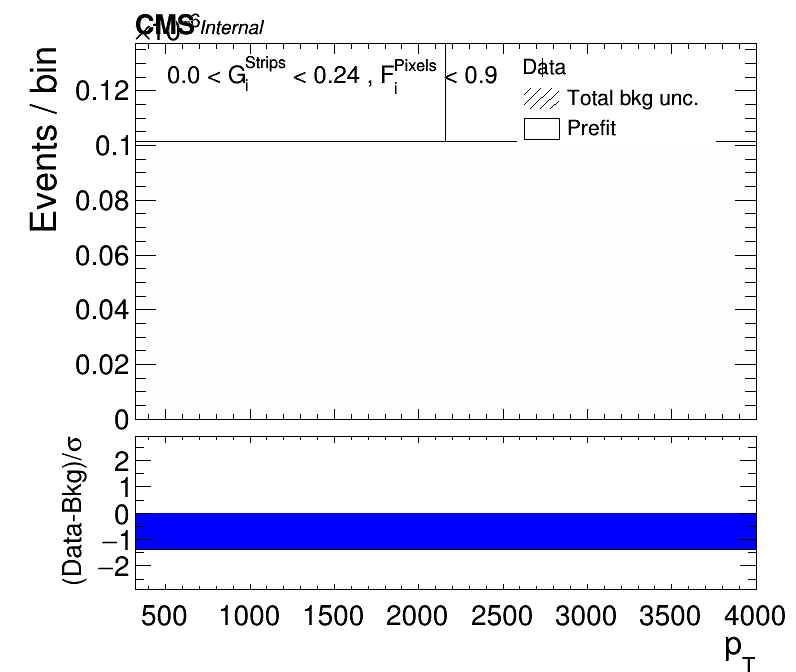 CMS Internal
×10⁻⁶
0.0 < G_i^Strips < 0.24 , F_i^Pixels < 0.9
Data
Total bkg unc.
Prefit
Events / bin
0.12
0.1
0.08
0.06
0.04
0.02
0
(Data-Bkg)/σ
2
1
0
−1
−2
500 1000 1500 2000 2500 3000 3500 4000
p_T